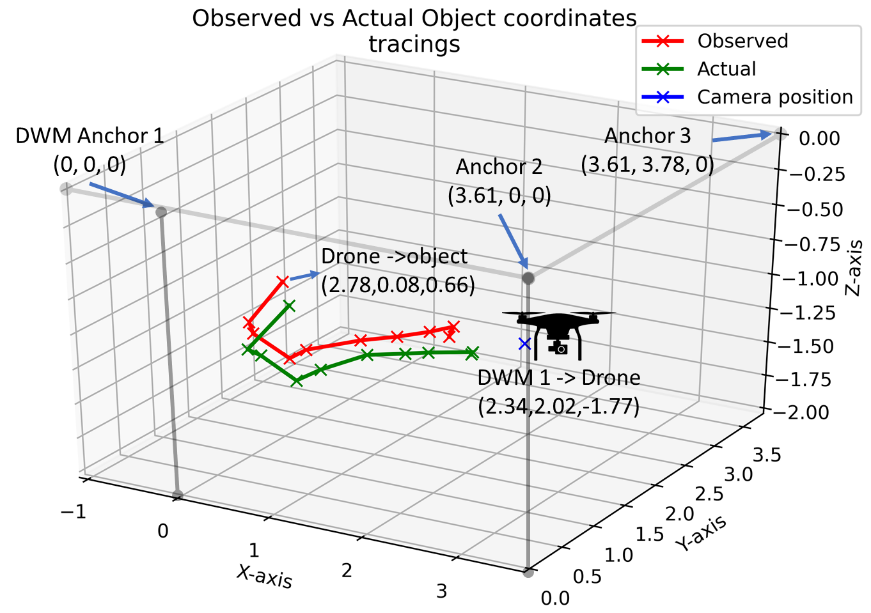 Observed vs Actual Object coordinates
tracings
Observed
Actual
Camera position
DWM Anchor 1
(0, 0, 0)
Anchor 2
(3.61, 0, 0)
Anchor 3
(3.61, 3.78, 0)
Drone ->object
(2.78,0.08,0.66)
DWM 1 -> Drone
(2.34,2.02,-1.77)
0.00
−0.25
−0.50
−0.75
−1.00
−1.25
−1.50
−1.75
−2.00
Z-axis
−1
0
1
2
3
X-axis
0.0
0.5
1.0
1.5
2.0
2.5
3.0
3.5
Y-axis